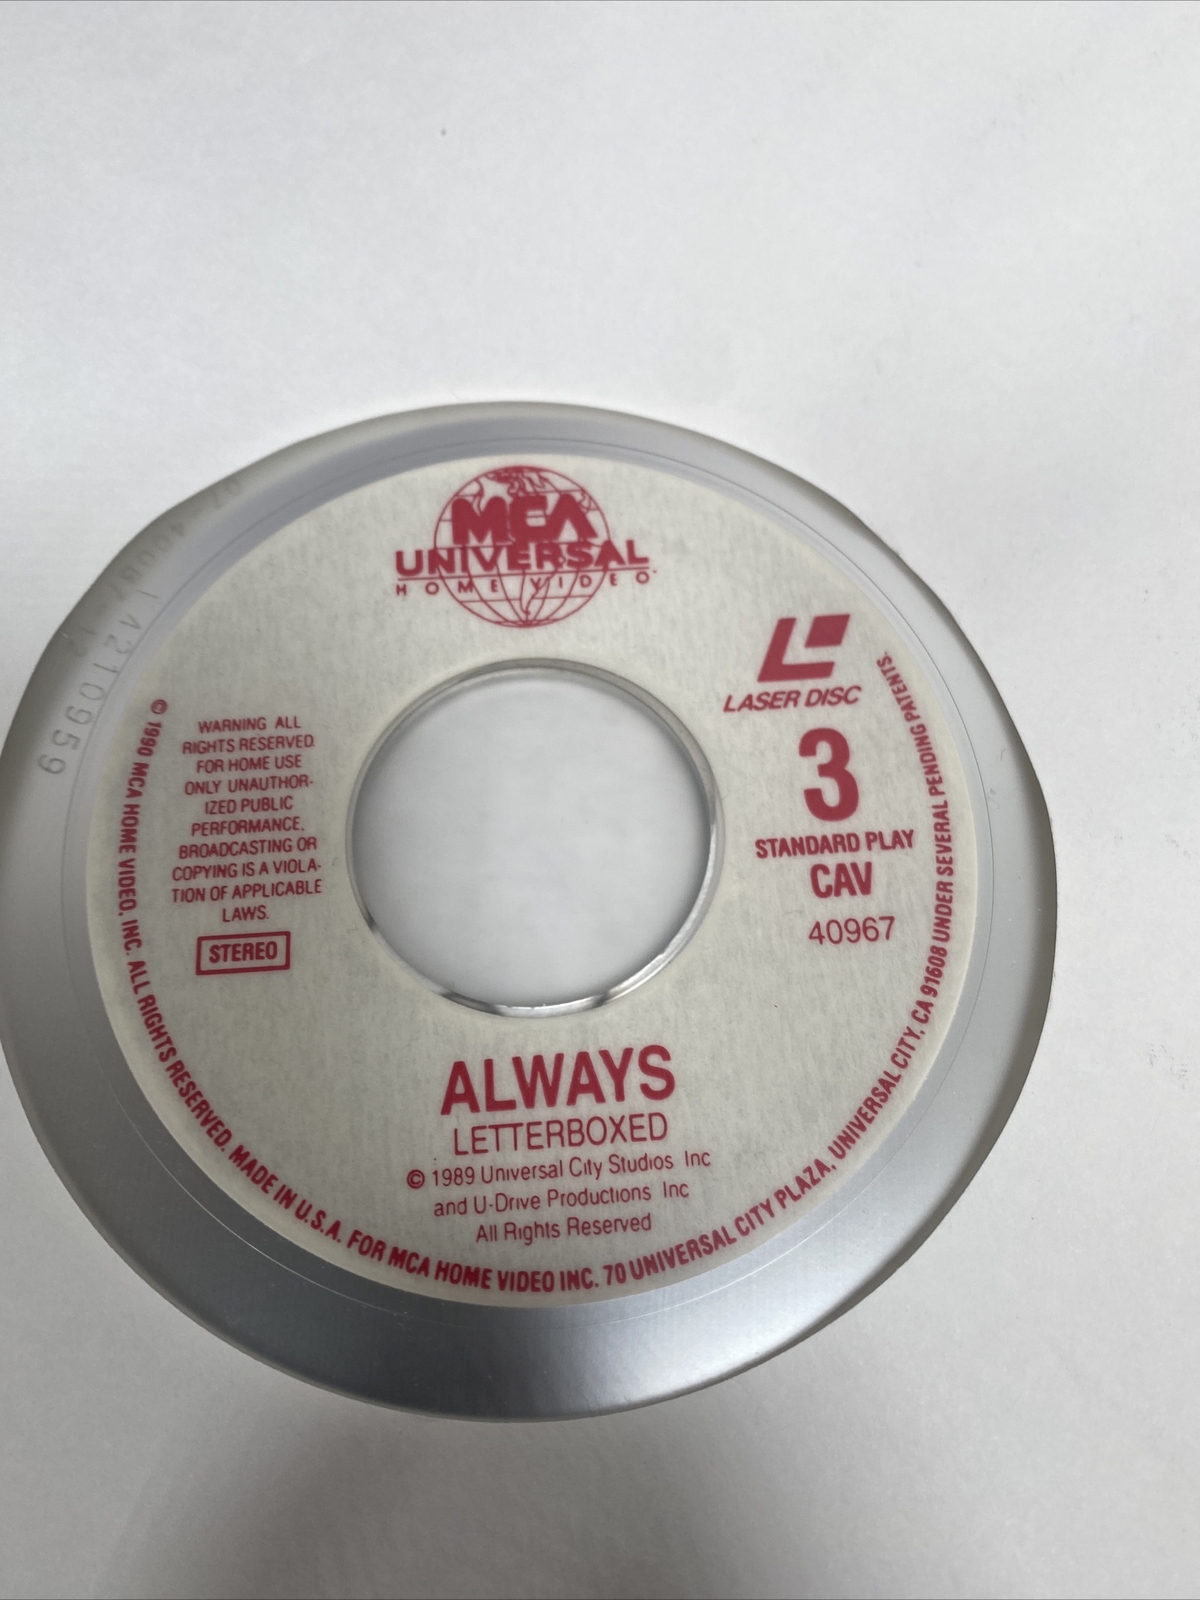 MCA
UNIVERSAL
HOME VIDEO
LASER DISC
3
STANDARD PLAY
CAV
40967
WARNING ALL
RIGHTS RESERVED
FOR HOME USE
ONLY UNAUTHOR-
IZED PUBLIC
PERFORMANCE,
BROADCASTING OR
COPYING IS A VIOLA-
TION OF APPLICABLE
LAWS.
STEREO
ALWAYS
LETTERBOXED
© 1989 Universal City Studios Inc
and U-Drive Productions Inc
All Rights Reserved
© 1990 MCA HOME VIDEO, INC. ALL RIGHTS RESERVED. MADE IN U.S.A. FOR MCA HOME VIDEO INC. 70 UNIVERSAL CITY PLAZA, UNIVERSAL CITY, CA 91608 UNDER SEVERAL PENDING PATENTS.
1A210959